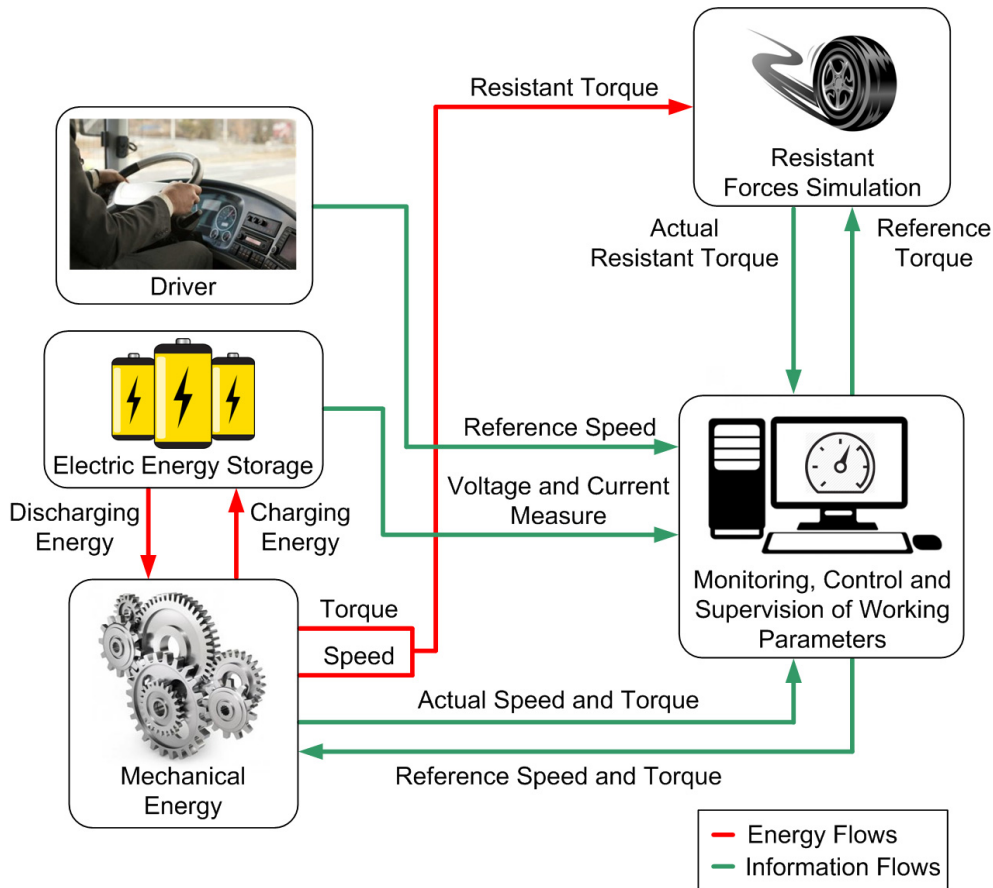 Resistant Torque
Resistant
Forces Simulation
Driver
Actual
Resistant Torque
Reference
Torque
Electric Energy Storage
Reference Speed
Voltage and Current
Measure
Discharging
Energy
Charging
Energy
Monitoring, Control and
Supervision of Working
Parameters
Torque
Speed
Actual Speed and Torque
Reference Speed and Torque
Mechanical
Energy
Energy Flows
Information Flows